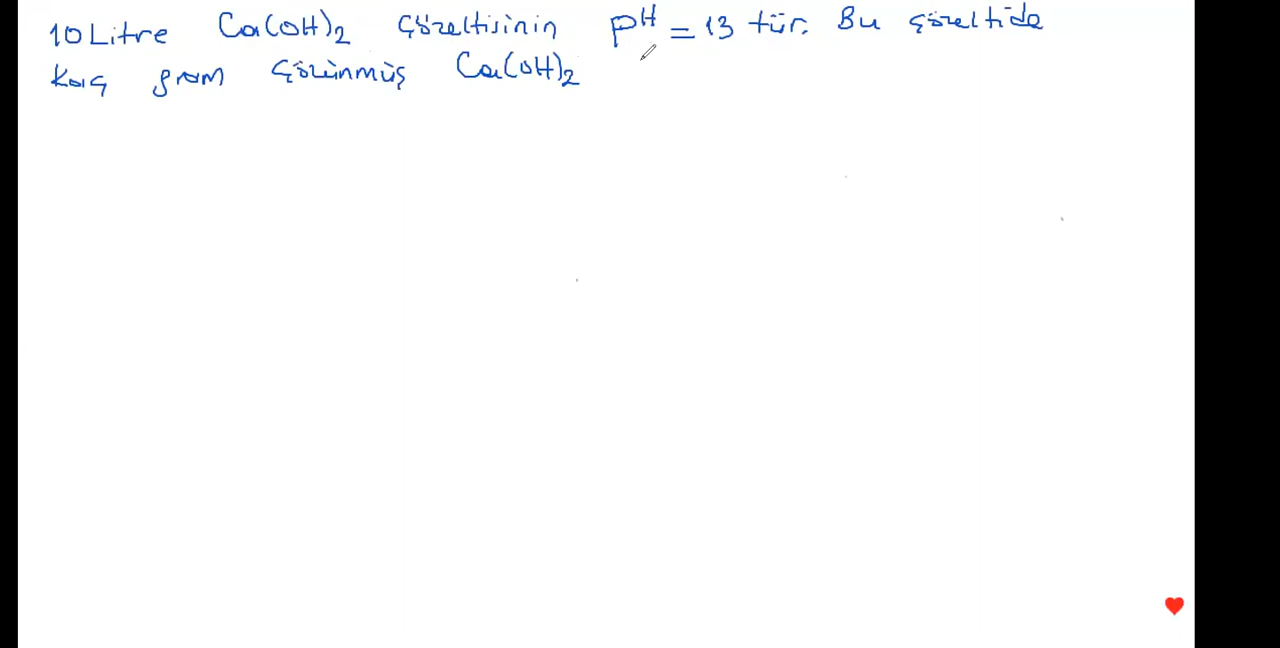 10 Litre Ca(OH)2 çözeltisinin PH = 13 tür. Bu çözeltide
kaç gram çözünmüş Ca(OH)2